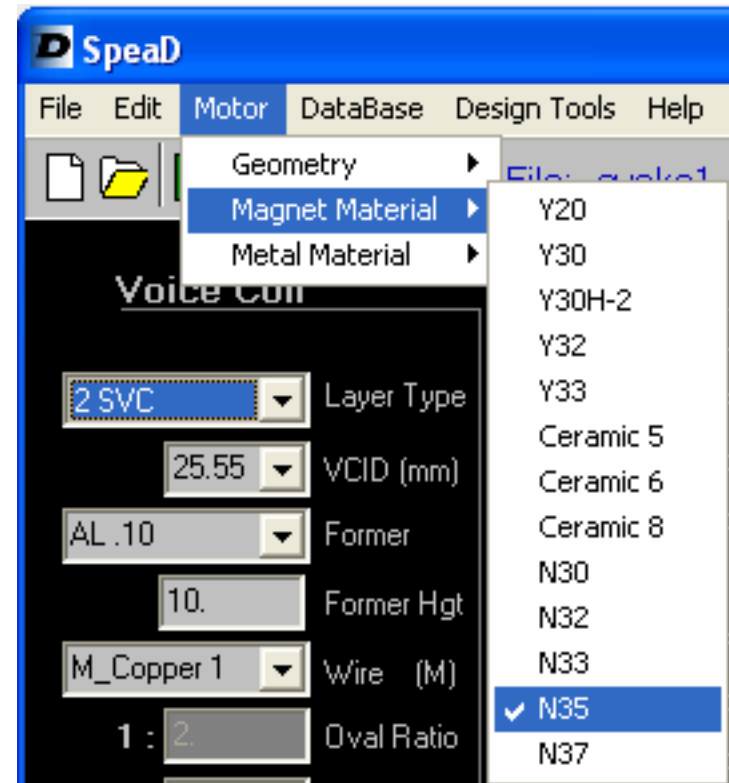 D SpeaD
File Edit Motor DataBase Design Tools Help
Geometry
Magnet Material
Metal Material
File:
Y20
Y30
Y30H-2
Y32
Y33
Ceramic 5
Ceramic 6
Ceramic 8
N30
N32
N33
N35
N37
Voice Coil
2 SVC Layer Type
25.55 VCID (mm)
AL .10 Former
10. Former Hgt
M_Copper 1 Wire (M)
1 : 2. Oval Ratio